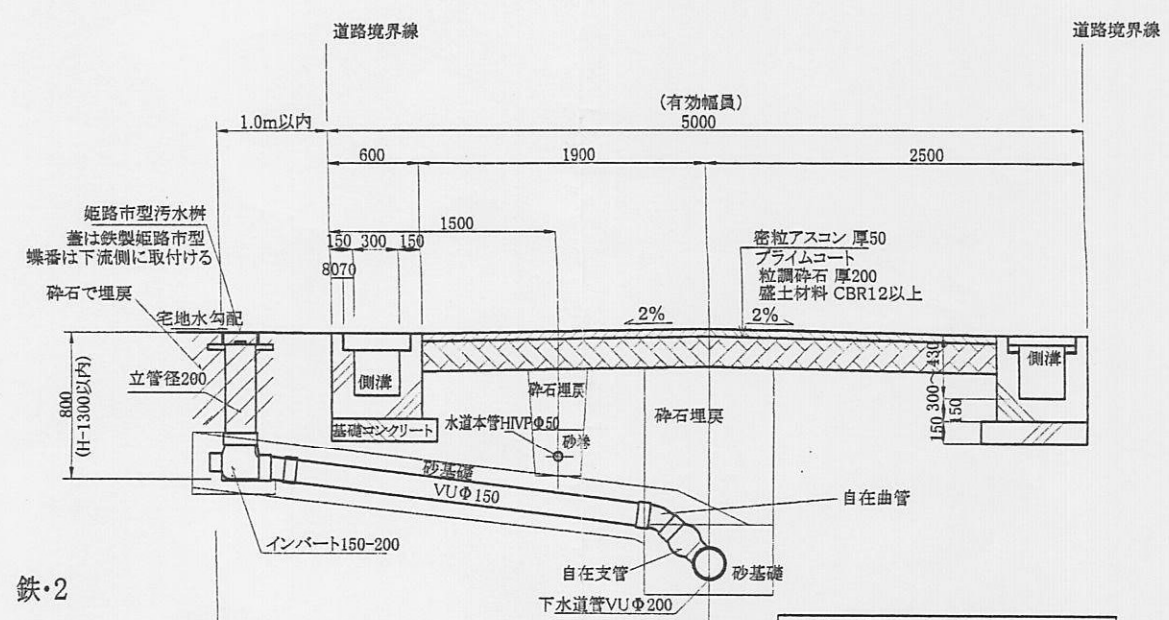 道路境界線
道路境界線
(有効幅員)
1.0m以内
5000
600
1900
2500
1500
姫路市型汚水桝
蓋は鉄製姫路市型
蝶番は下流側に取付ける
150 300 150
8070
密粒アスコン 厚50
プライムコート
粒調砕石 厚200
盛土材料 CBR12以上
砕石で埋戻
宅地水勾配
2%
2%
立管径200
側溝
側溝
800
(H-1300以内)
砕石埋戻
砕石埋戻
300~430
150
150
基礎コンクリート
水道本管HIVPΦ50
砂巻
砂基礎
VUΦ150
自在曲管
インバート150-200
自在支管
砂基礎
下水道管VUΦ200
鉄・2